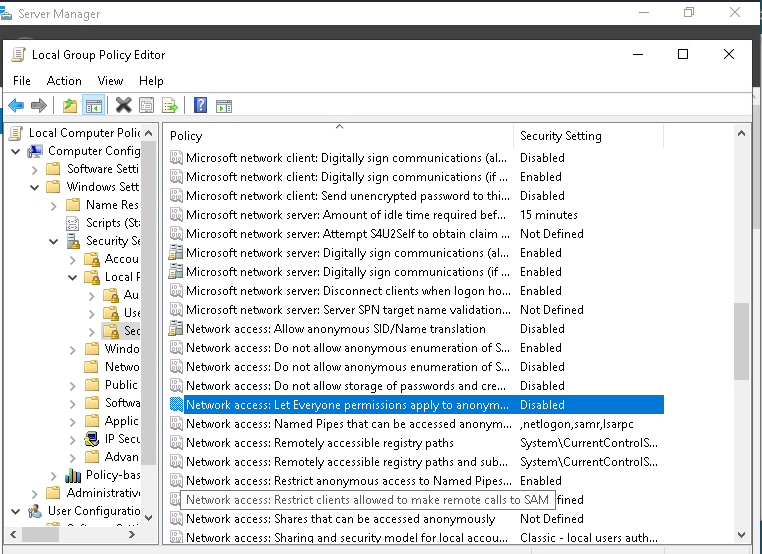 Server Manager
Local Group Policy Editor
File Action View Help
Local Computer Polic
Computer Config
Software Setti
Windows Sett
Name Res
Scripts (Sta
Security Se
Accou
Local P
Au
Use
Sec
Windo
Networ
Public
Softwa
Applic
IP Secu
Advan
Policy-bas
Administrative
User Configuratio
Policy Security Setting
Microsoft network client: Digitally sign communications (al... Disabled
Microsoft network client: Digitally sign communications (if ... Enabled
Microsoft network client: Send unencrypted password to thi... Disabled
Microsoft network server: Amount of idle time required bef... 15 minutes
Microsoft network server: Attempt S4U2Self to obtain claim ... Not Defined
Microsoft network server: Digitally sign communications (al... Enabled
Microsoft network server: Digitally sign communications (if ... Enabled
Microsoft network server: Disconnect clients when logon ho... Enabled
Microsoft network server: Server SPN target name validation... Not Defined
Network access: Allow anonymous SID/Name translation Disabled
Network access: Do not allow anonymous enumeration of S... Enabled
Network access: Do not allow anonymous enumeration of S... Disabled
Network access: Do not allow storage of passwords and cre... Disabled
Network access: Let Everyone permissions apply to anonym... Disabled
Network access: Named Pipes that can be accessed anonym... ,netlogon,samr,lsarpc
Network access: Remotely accessible registry paths System\CurrentControlS...
Network access: Remotely accessible registry paths and sub... System\CurrentControlS...
Network access: Restrict anonymous access to Named Pipes... Enabled
Network access: Restrict clients allowed to make remote calls to SAM fined
Network access: Shares that can be accessed anonymously Not Defined
Network access: Sharing and security model for local accou... Classic - local users auth...